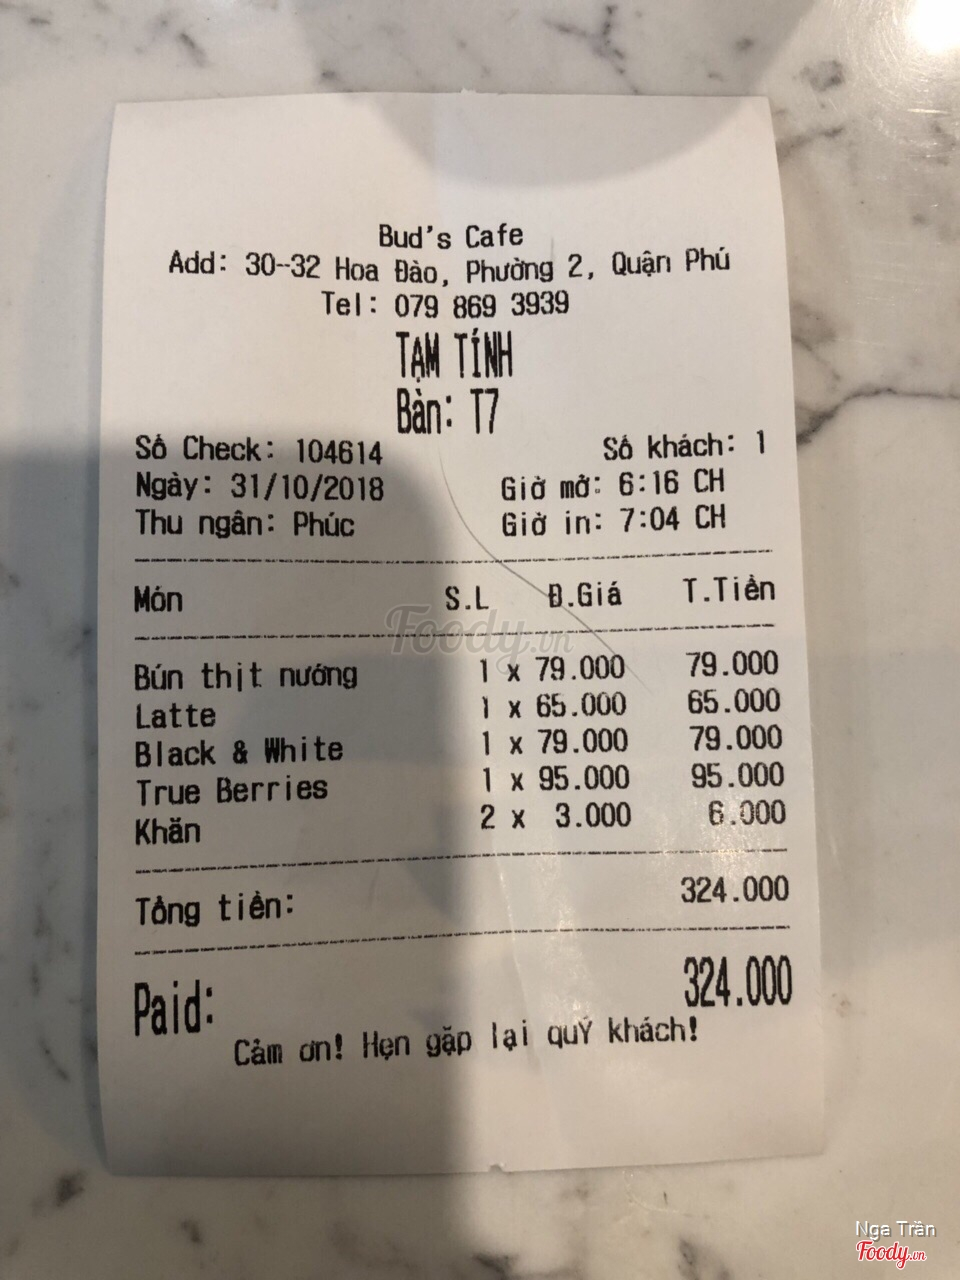 Bud's Cafe
Add: 30-32 Hoa Đào, Phường 2, Quận Phú
Tel: 079 869 3939
TẠM TÍNH
Bàn: T7
Số Check: 104614 Số khách: 1
Ngày: 31/10/2018 Giờ mở: 6:16 CH
Thu ngân: Phúc Giờ in: 7:04 CH
Món S.L Đ.Giá T.Tiền
Bún thịt nướng 1 x 79.000 79.000
Latte 1 x 65.000 65.000
Black & White 1 x 79.000 79.000
True Berries 1 x 95.000 95.000
Khăn 2 x 3.000 6.000
Tổng tiền: 324.000
Paid: 324.000
Cảm ơn! Hẹn gặp lại quý khách!
Foody.vn
Nga Trần
Foody.vn